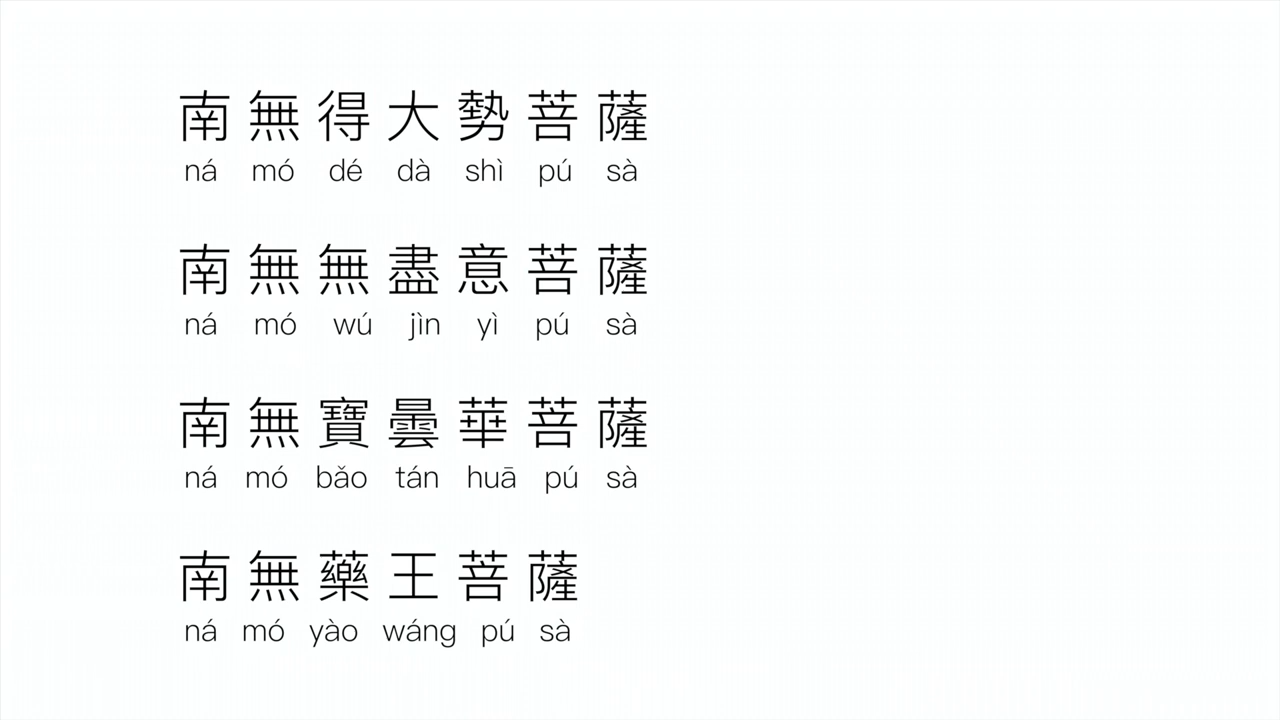 南無得大勢菩薩
ná mó dé dà shì pú sà
南無無盡意菩薩
ná mó wú jìn yì pú sà
南無寶曇華菩薩
ná mó bǎo tán huā pú sà
南無藥王菩薩
ná mó yào wáng pú sà